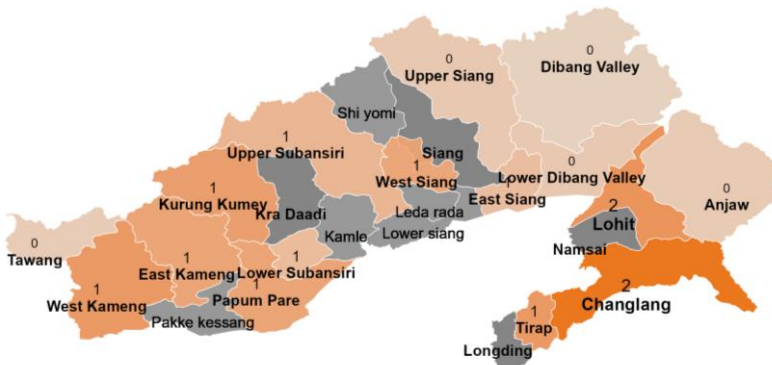 0
Upper Siang
0
Dibang Valley
Shi yomi
1
Upper Subansiri
Siang
1
West Siang
0
Lower Dibang Valley
1
East Siang
0
Anjaw
1
Kurung Kumey
Kra Daadi
Leda rada
Lower siang
Kamle
2
Lohit
Namsai
0
Tawang
1
East Kameng
1
Lower Subansiri
1
West Kameng
1
Papum Pare
Pakke kessang
2
Changlang
1
Tirap
Longding